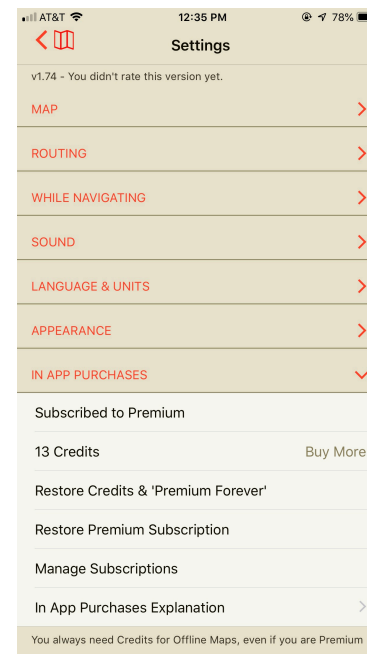 AT&T 12:35 PM 78%
Settings
v1.74 - You didn't rate this version yet.
MAP
ROUTING
WHILE NAVIGATING
SOUND
LANGUAGE & UNITS
APPEARANCE
IN APP PURCHASES
Subscribed to Premium
13 Credits Buy More
Restore Credits & 'Premium Forever'
Restore Premium Subscription
Manage Subscriptions
In App Purchases Explanation
You always need Credits for Offline Maps, even if you are Premium